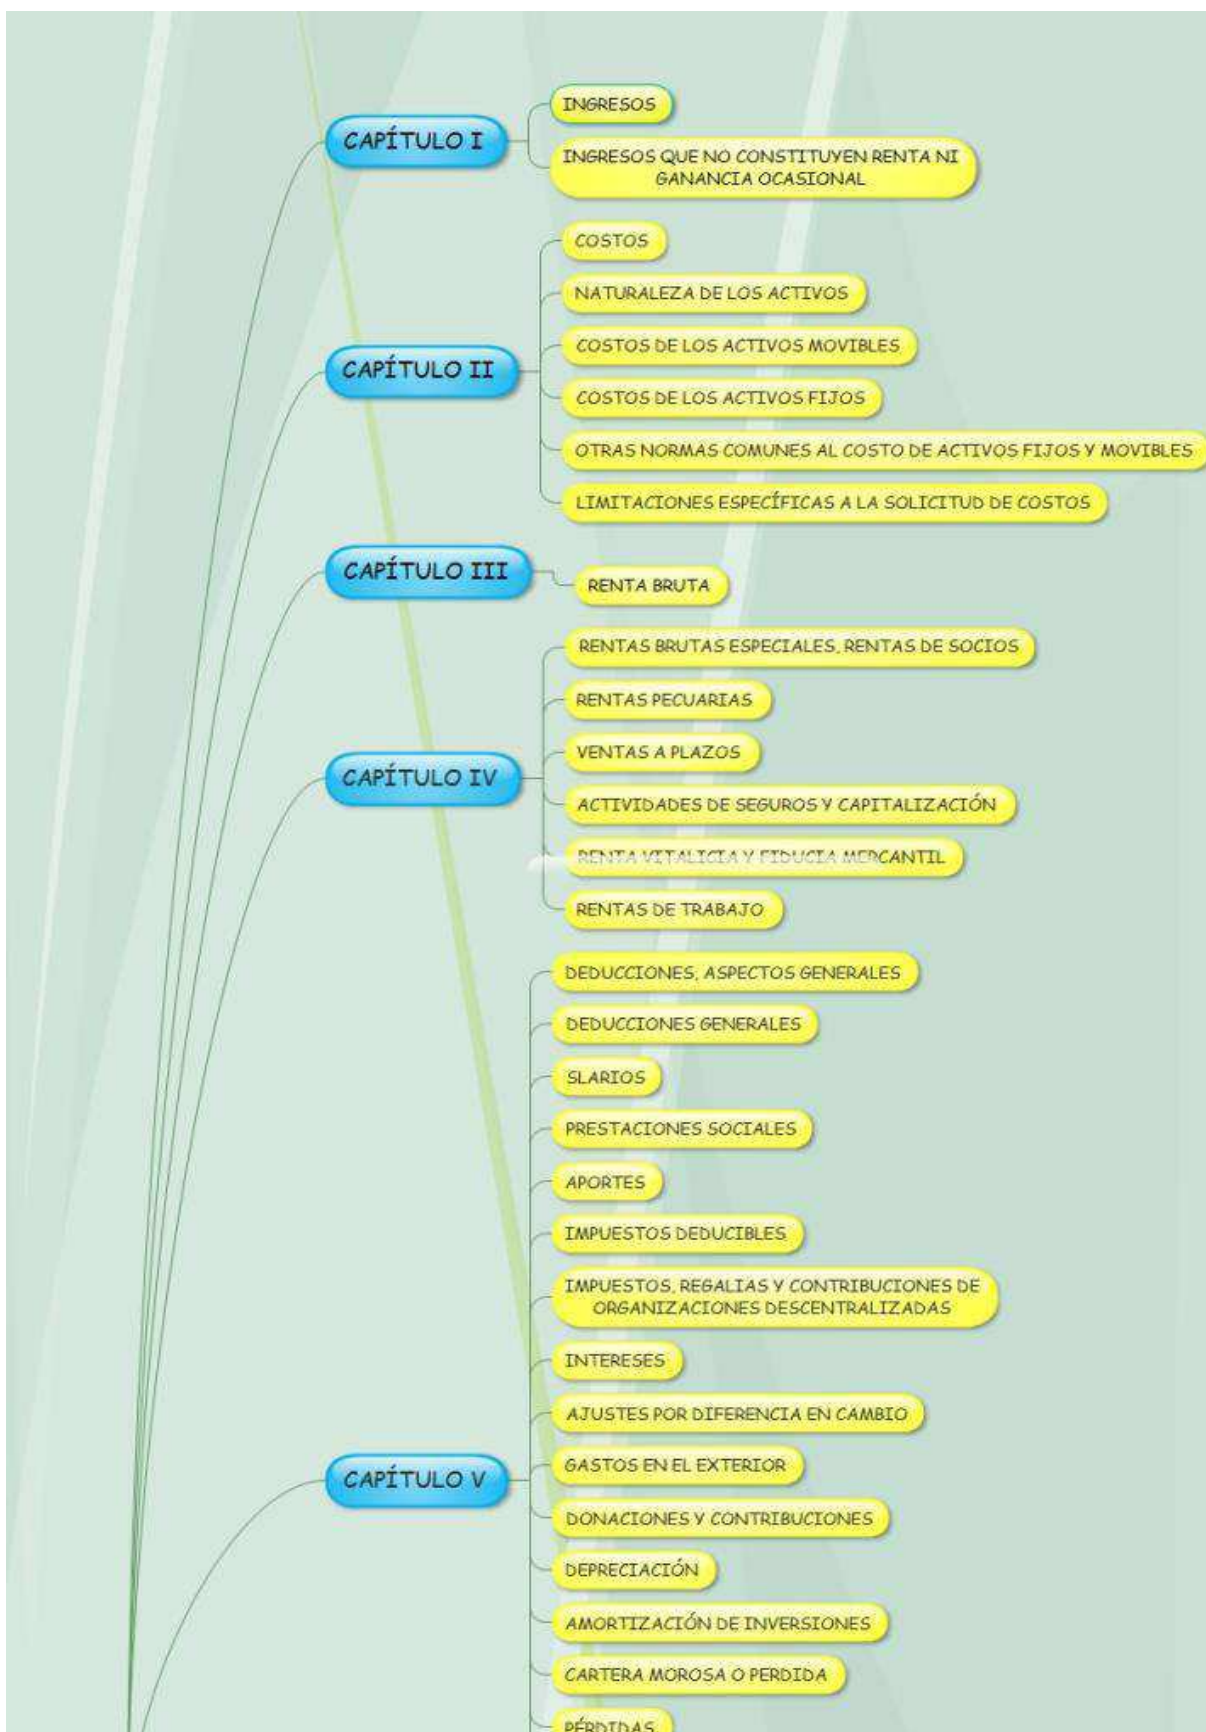 CAPÍTULO I
INGRESOS
INGRESOS QUE NO CONSTITUYEN RENTA NI
GANANCIA OCASIONAL
CAPÍTULO II
COSTOS
NATURALEZA DE LOS ACTIVOS
COSTOS DE LOS ACTIVOS MOVIBLES
COSTOS DE LOS ACTIVOS FIJOS
OTRAS NORMAS COMUNES AL COSTO DE ACTIVOS FIJOS Y MOVIBLES
LIMITACIONES ESPECÍFICAS A LA SOLICITUD DE COSTOS
CAPÍTULO III
RENTA BRUTA
CAPÍTULO IV
RENTAS BRUTAS ESPECIALES, RENTAS DE SOCIOS
RENTAS PECUARIAS
VENTAS A PLAZOS
ACTIVIDADES DE SEGUROS Y CAPITALIZACIÓN
RENTA VITALICIA Y FIDUCIA MERCANTIL
RENTAS DE TRABAJO
CAPÍTULO V
DEDUCCIONES, ASPECTOS GENERALES
DEDUCCIONES GENERALES
SLARIOS
PRESTACIONES SOCIALES
APORTES
IMPUESTOS DEDUCIBLES
IMPUESTOS, REGALIAS Y CONTRIBUCIONES DE
ORGANIZACIONES DESCENTRALIZADAS
INTERESES
AJUSTES POR DIFERENCIA EN CAMBIO
GASTOS EN EL EXTERIOR
DONACIONES Y CONTRIBUCIONES
DEPRECIACIÓN
AMORTIZACIÓN DE INVERSIONES
CARTERA MOROSA O PERDIDA
PÉRDIDAS